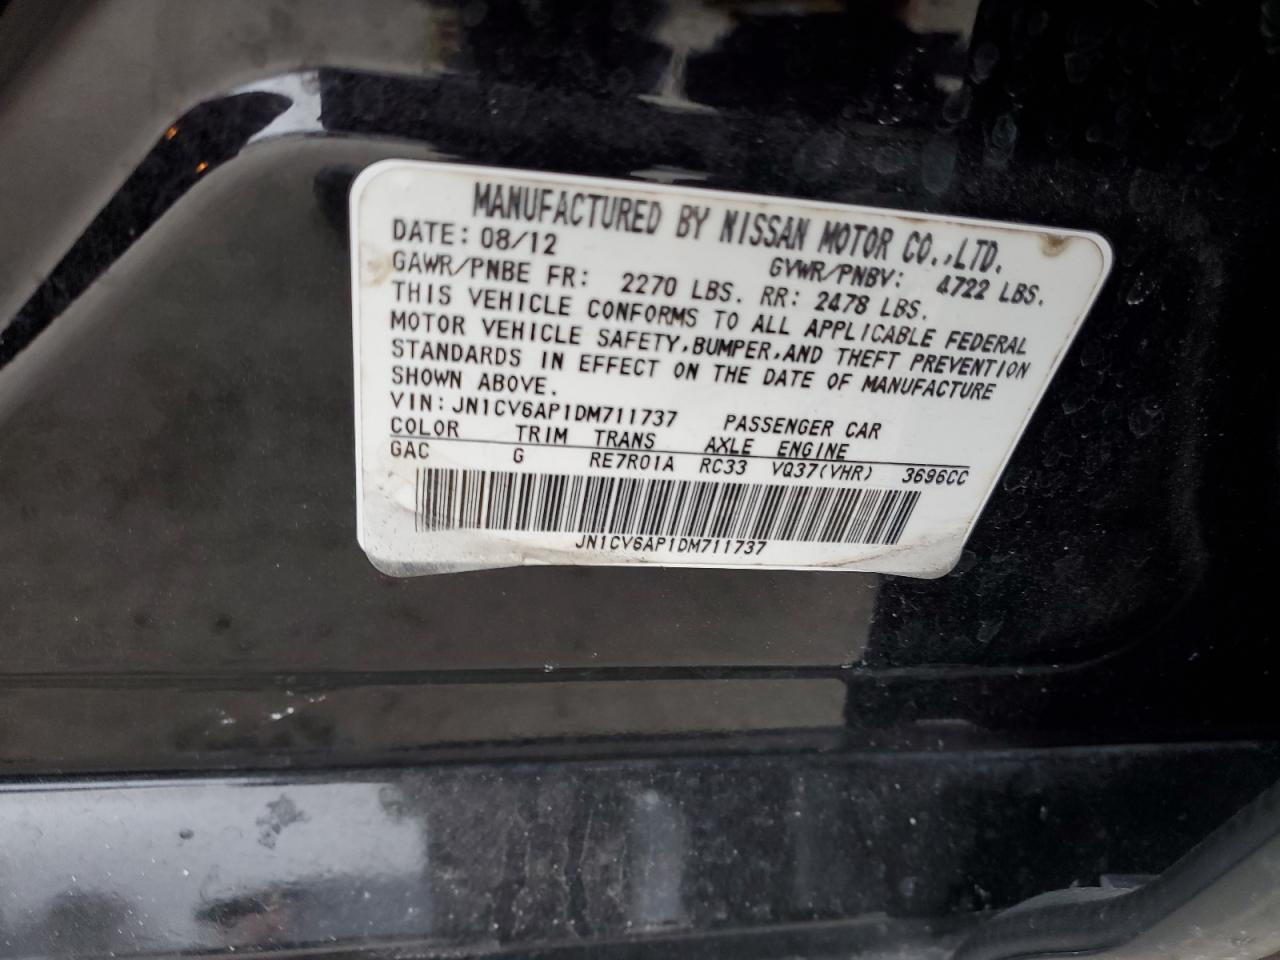 MANUFACTURED BY NISSAN MOTOR CO.,LTD.
DATE: 08/12 GVWR/PNBV: 4722 LBS.
GAWR/PNBE FR: 2270 LBS. RR: 2478 LBS.
THIS VEHICLE CONFORMS TO ALL APPLICABLE FEDERAL
MOTOR VEHICLE SAFETY,BUMPER,AND THEFT PREVENTION
STANDARDS IN EFFECT ON THE DATE OF MANUFACTURE
SHOWN ABOVE.
VIN: JN1CV6AP1DM711737 PASSENGER CAR
COLOR TRIM TRANS AXLE ENGINE
GAC G RE7R01A RC33 VQ37(VHR) 3696CC
JN1CV6AP1DM711737